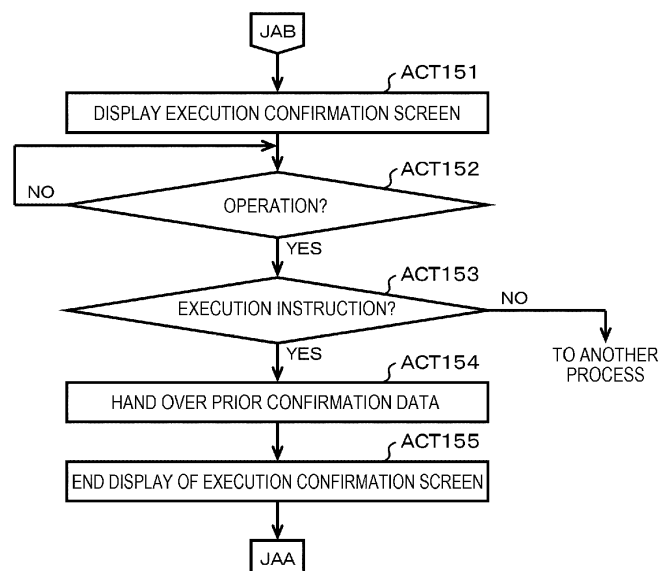 JAB
ACT151
DISPLAY EXECUTION CONFIRMATION SCREEN
ACT152
NO
OPERATION?
YES
ACT153
EXECUTION INSTRUCTION?
NO
YES
TO ANOTHER
PROCESS
ACT154
HAND OVER PRIOR CONFIRMATION DATA
ACT155
END DISPLAY OF EXECUTION CONFIRMATION SCREEN
JAA